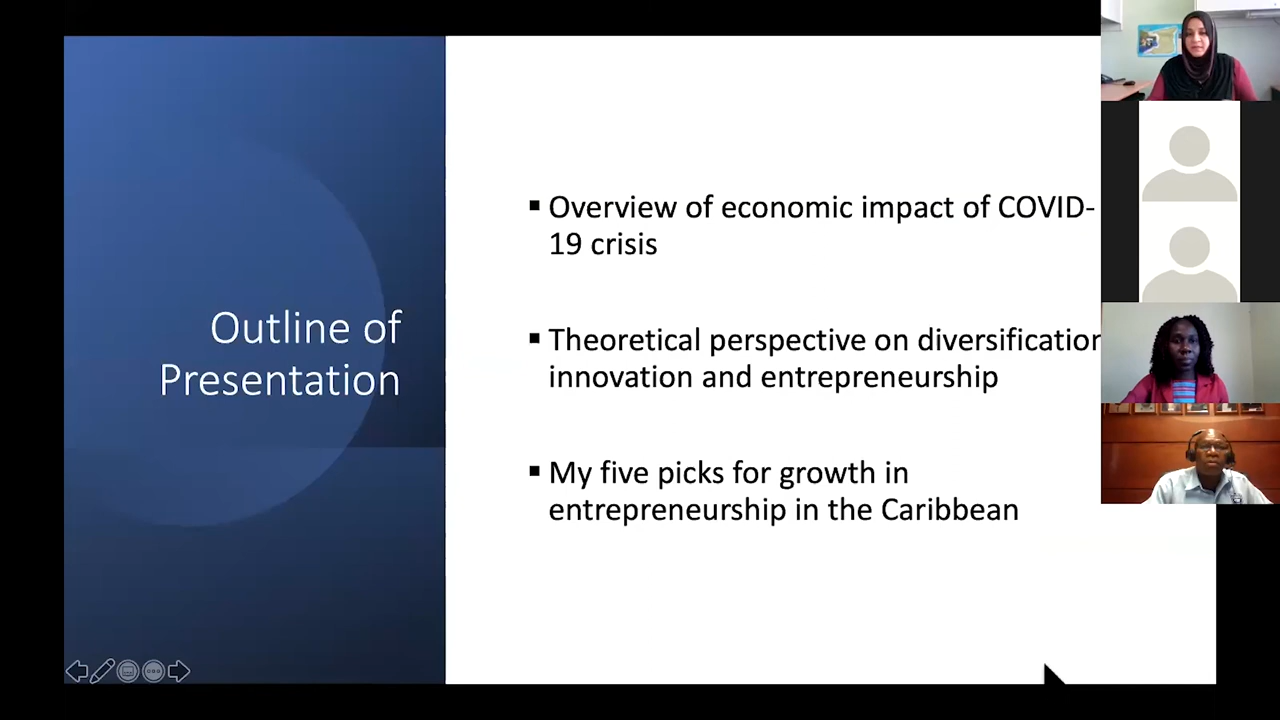 Outline of
Presentation
▪ Overview of economic impact of COVID-
19 crisis
▪ Theoretical perspective on diversification
innovation and entrepreneurship
▪ My five picks for growth in
entrepreneurship in the Caribbean